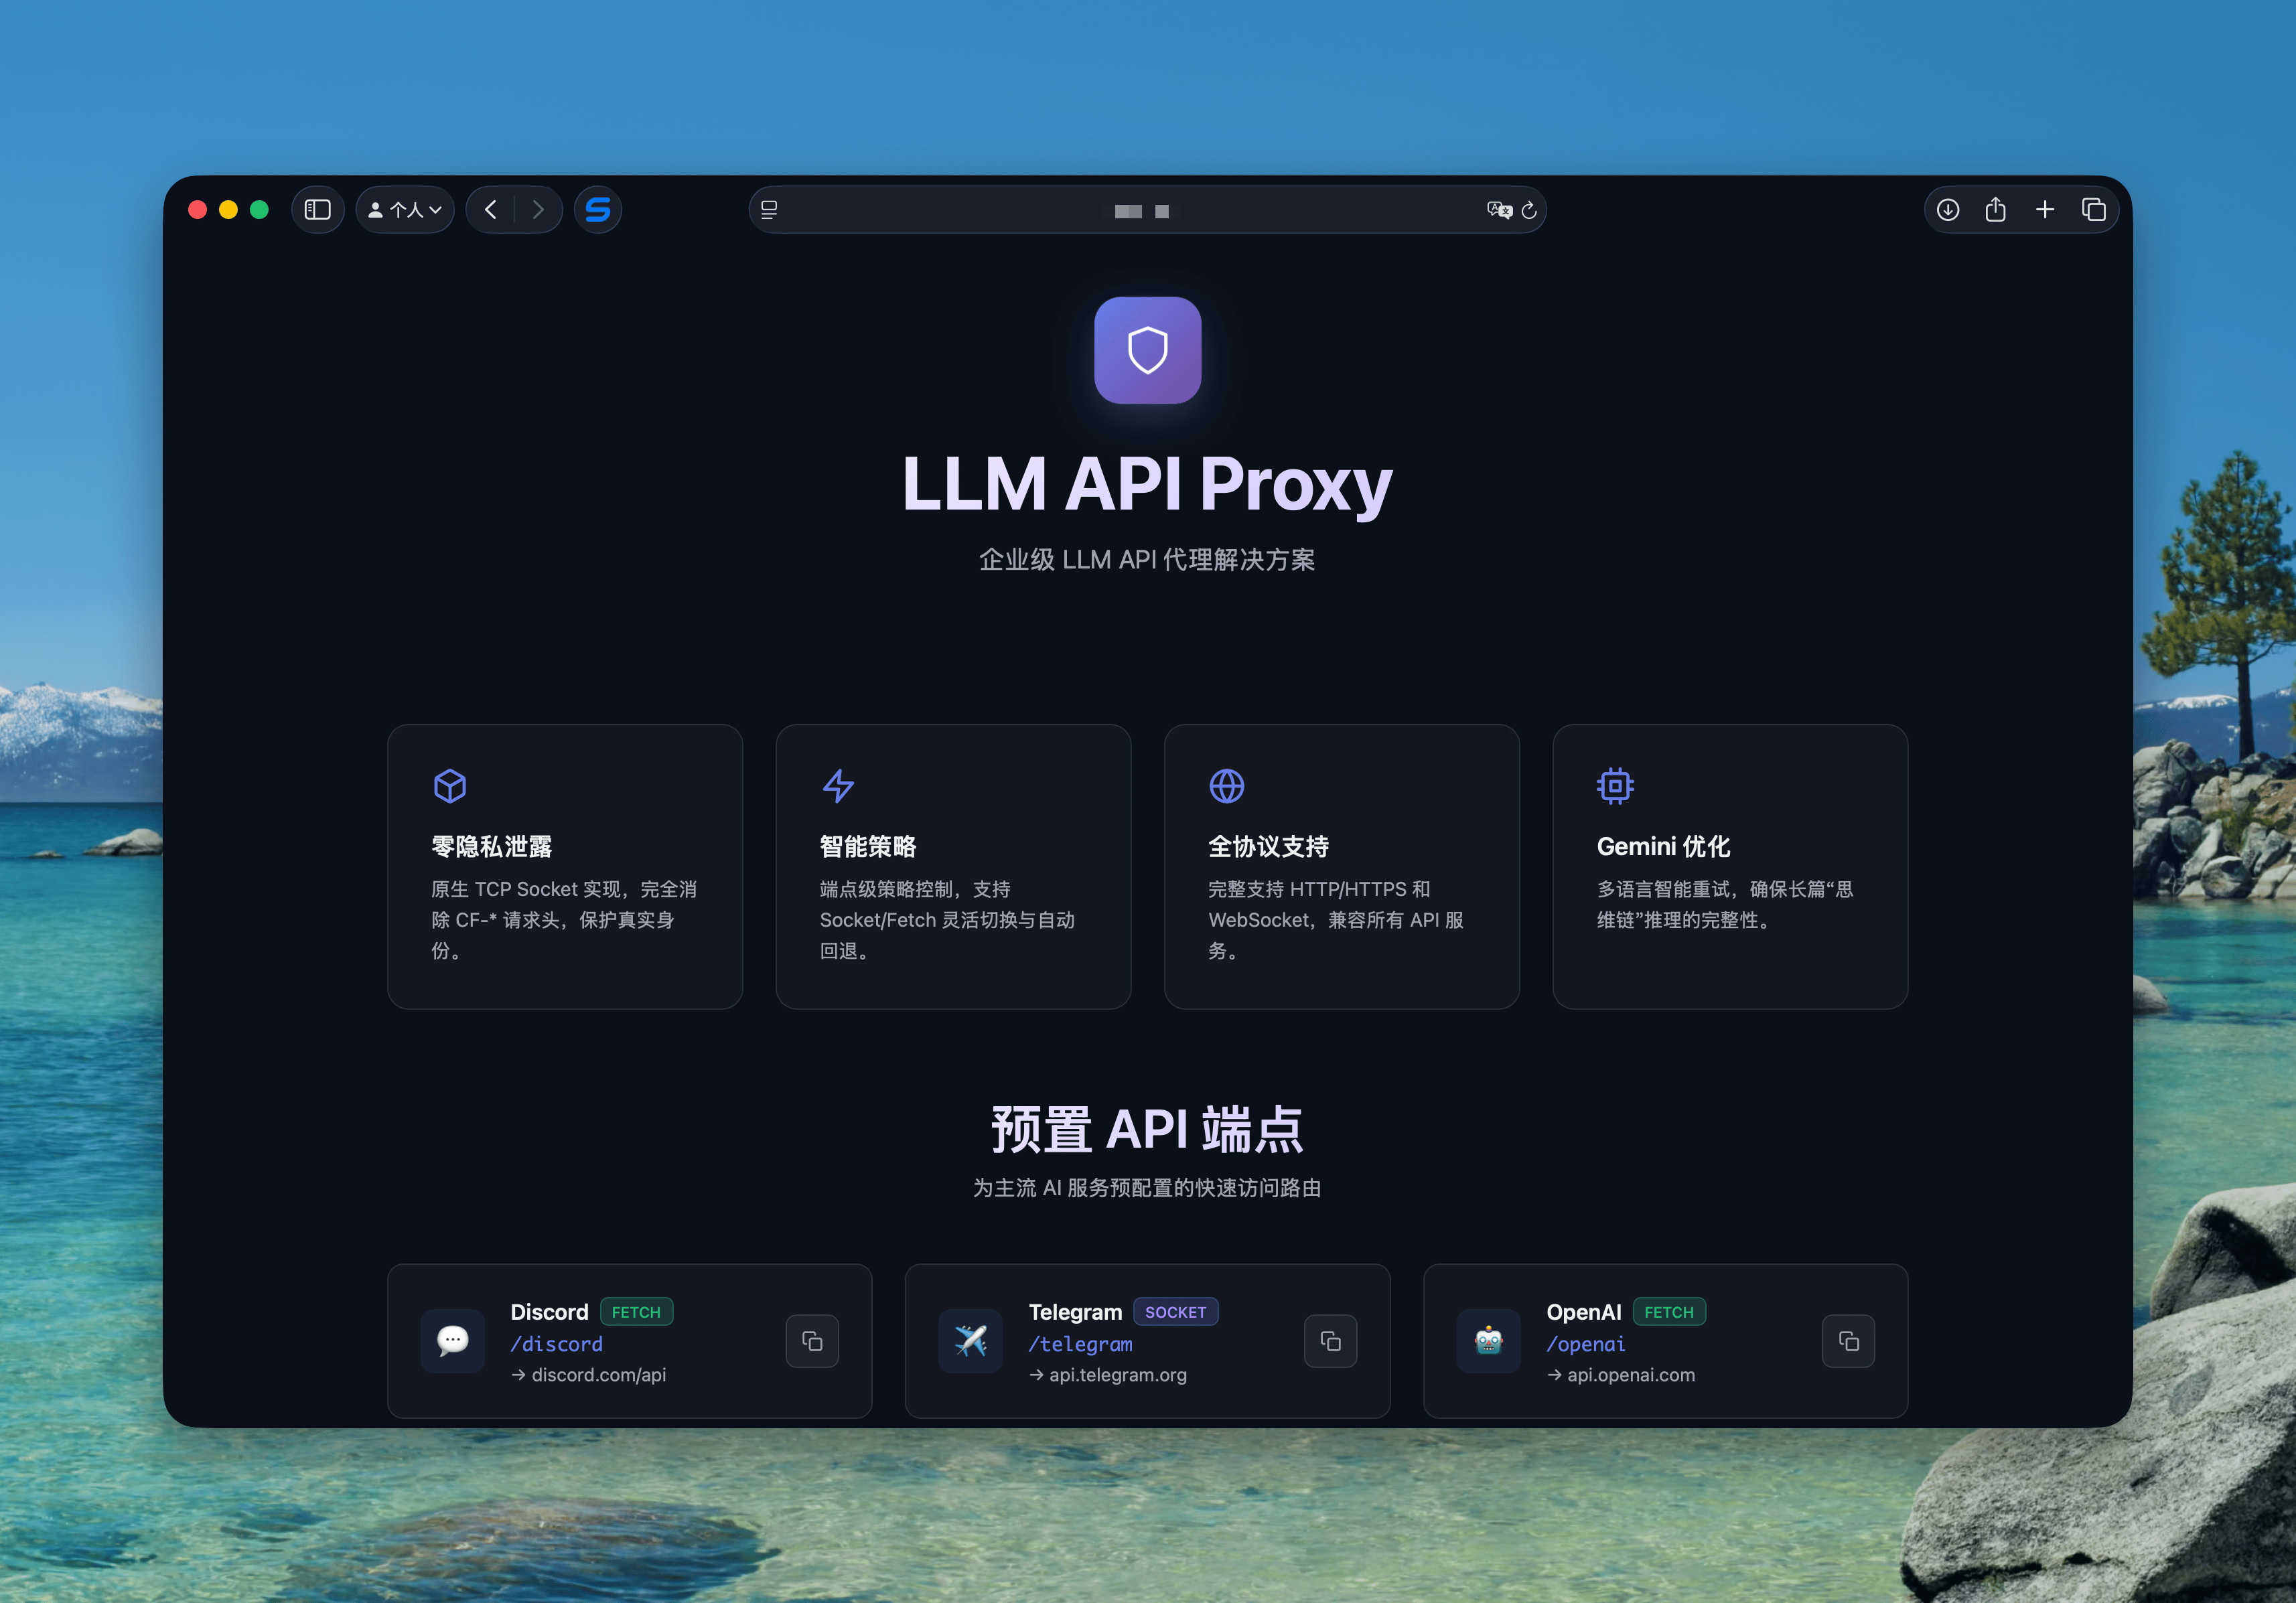 个人
LLM API Proxy
企业级 LLM API 代理解决方案
零隐私泄露
原生 TCP Socket 实现，完全消
除 CF-* 请求头，保护真实身
份。
智能策略
端点级策略控制，支持
Socket/Fetch 灵活切换与自动
回退。
全协议支持
完整支持 HTTP/HTTPS 和
WebSocket，兼容所有 API 服
务。
Gemini 优化
多语言智能重试，确保长篇“思
维链”推理的完整性。
预置 API 端点
为主流 AI 服务预配置的快速访问路由
Discord FETCH
/discord
→ discord.com/api
Telegram SOCKET
/telegram
→ api.telegram.org
OpenAI FETCH
/openai
→ api.openai.com